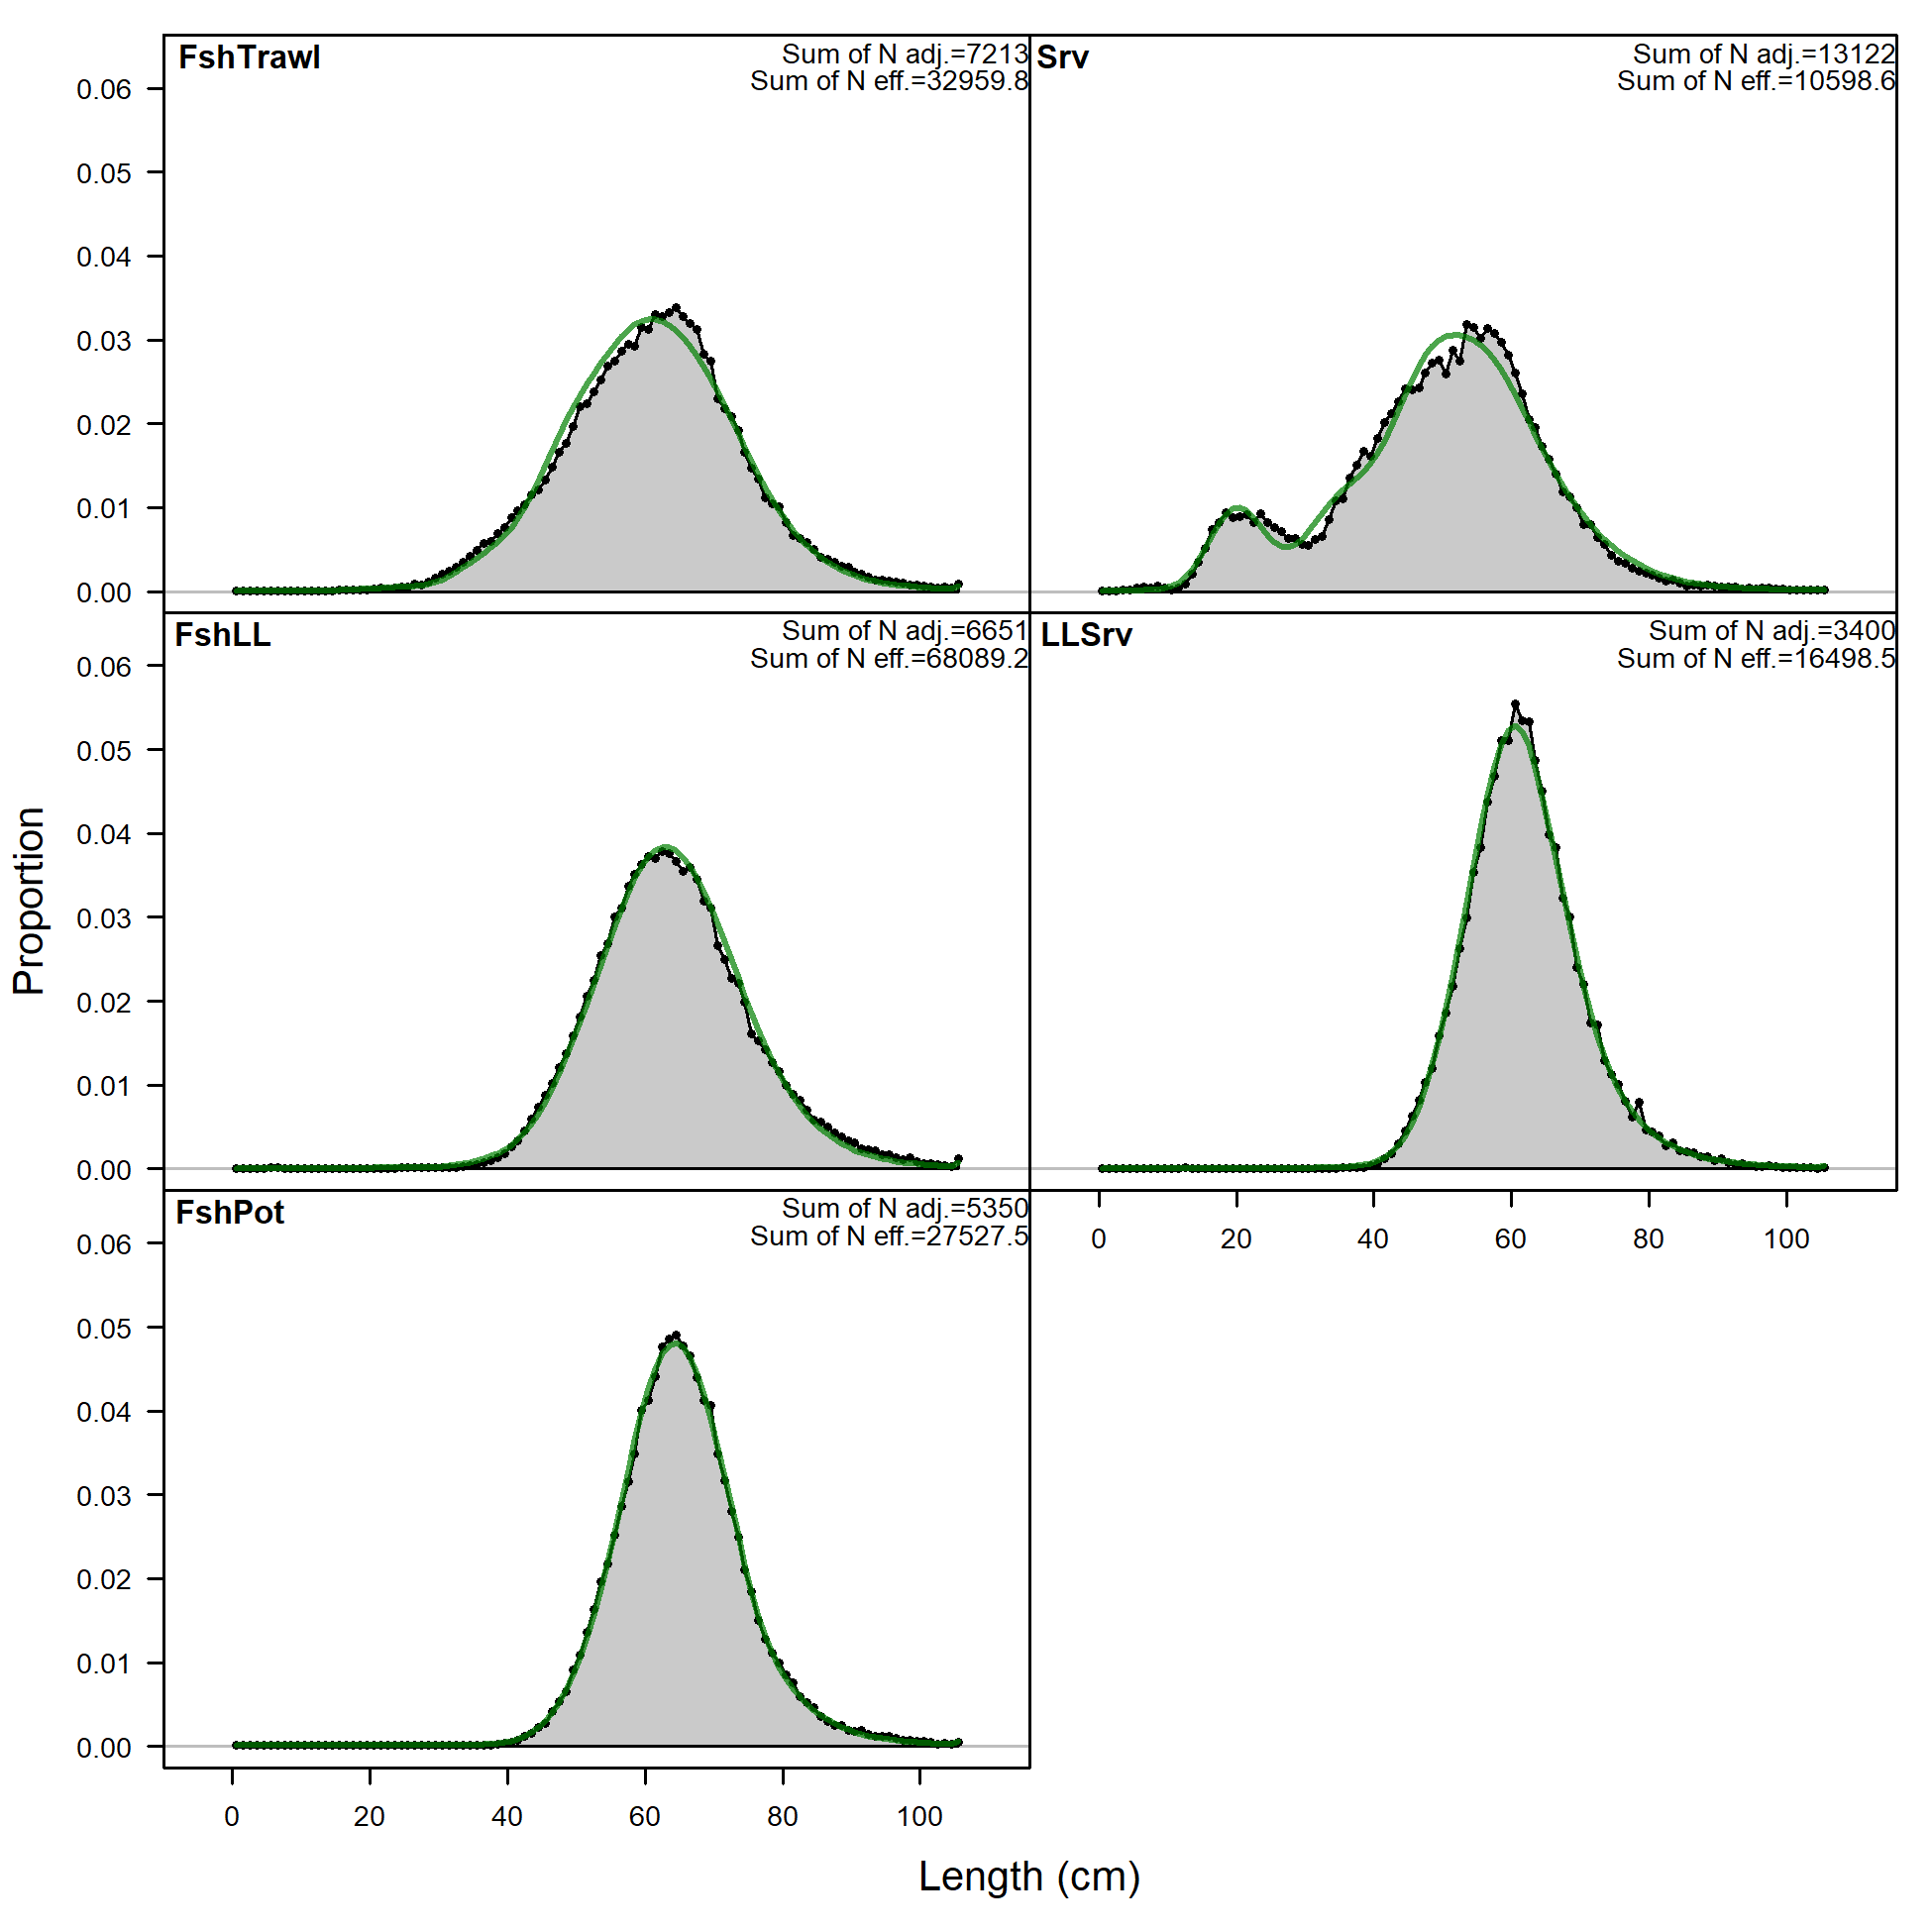 FshTrawl
Sum of N adj.=7213
Sum of N eff.=32959.8
Srv
Sum of N adj.=13122
Sum of N eff.=10598.6
0.06
0.05
0.04
0.03
0.02
0.01
0.00
FshLL
Sum of N adj.=6651
Sum of N eff.=68089.2
LLSrv
Sum of N adj.=3400
Sum of N eff.=16498.5
0.06
0.05
0.04
0.03
0.02
0.01
0.00
0 20 40 60 80 100
FshPot
Sum of N adj.=5350
Sum of N eff.=27527.5
0.06
0.05
0.04
0.03
0.02
0.01
0.00
0 20 40 60 80 100
Proportion
Length (cm)